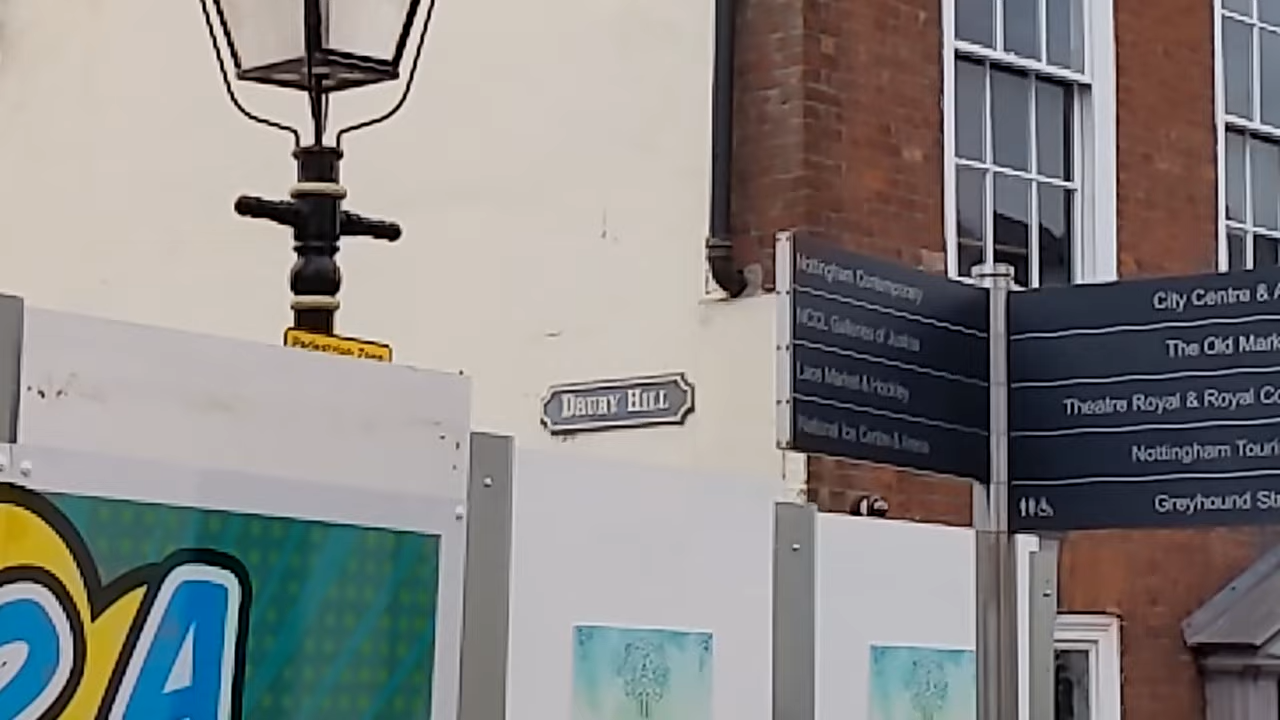 Pedestrian Zone
DRURY HILL
Nottingham Contemporary
NCCL Galleries of Justice
Lace Market & Hockley
National Ice Centre & Arena
City Centre &
The Old Mark
Theatre Royal & Royal Co
Nottingham Touri
Greyhound St